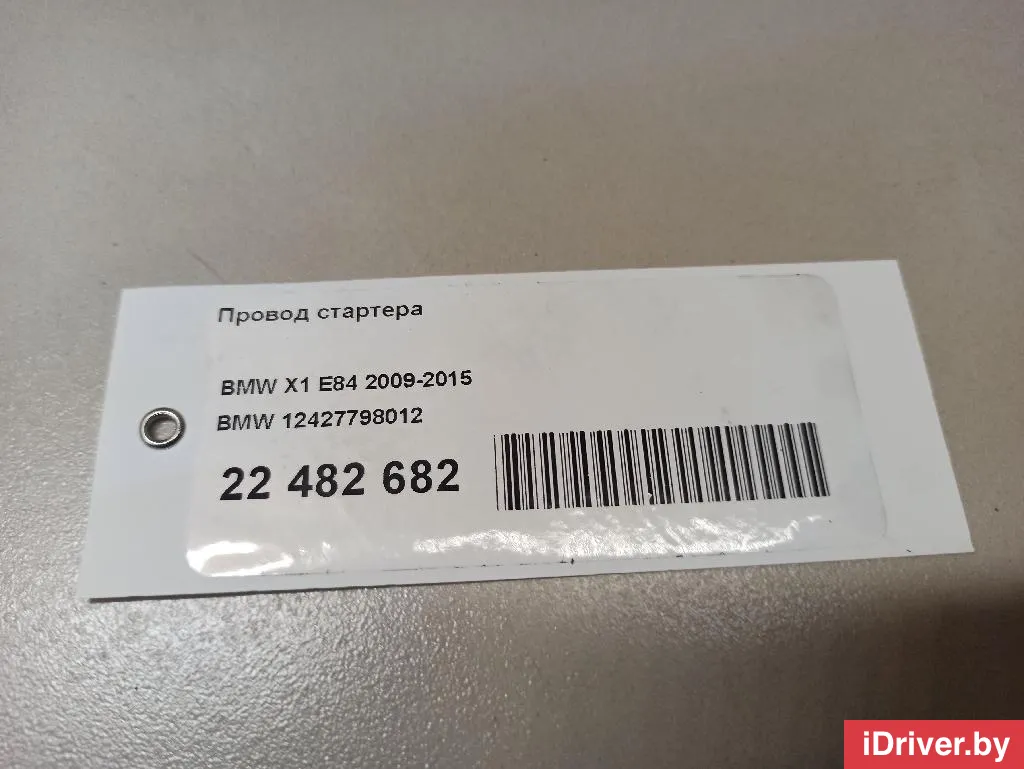 Провод стартера
BMW X1 E84 2009-2015
BMW 12427798012
22 482 682
iDriver.by